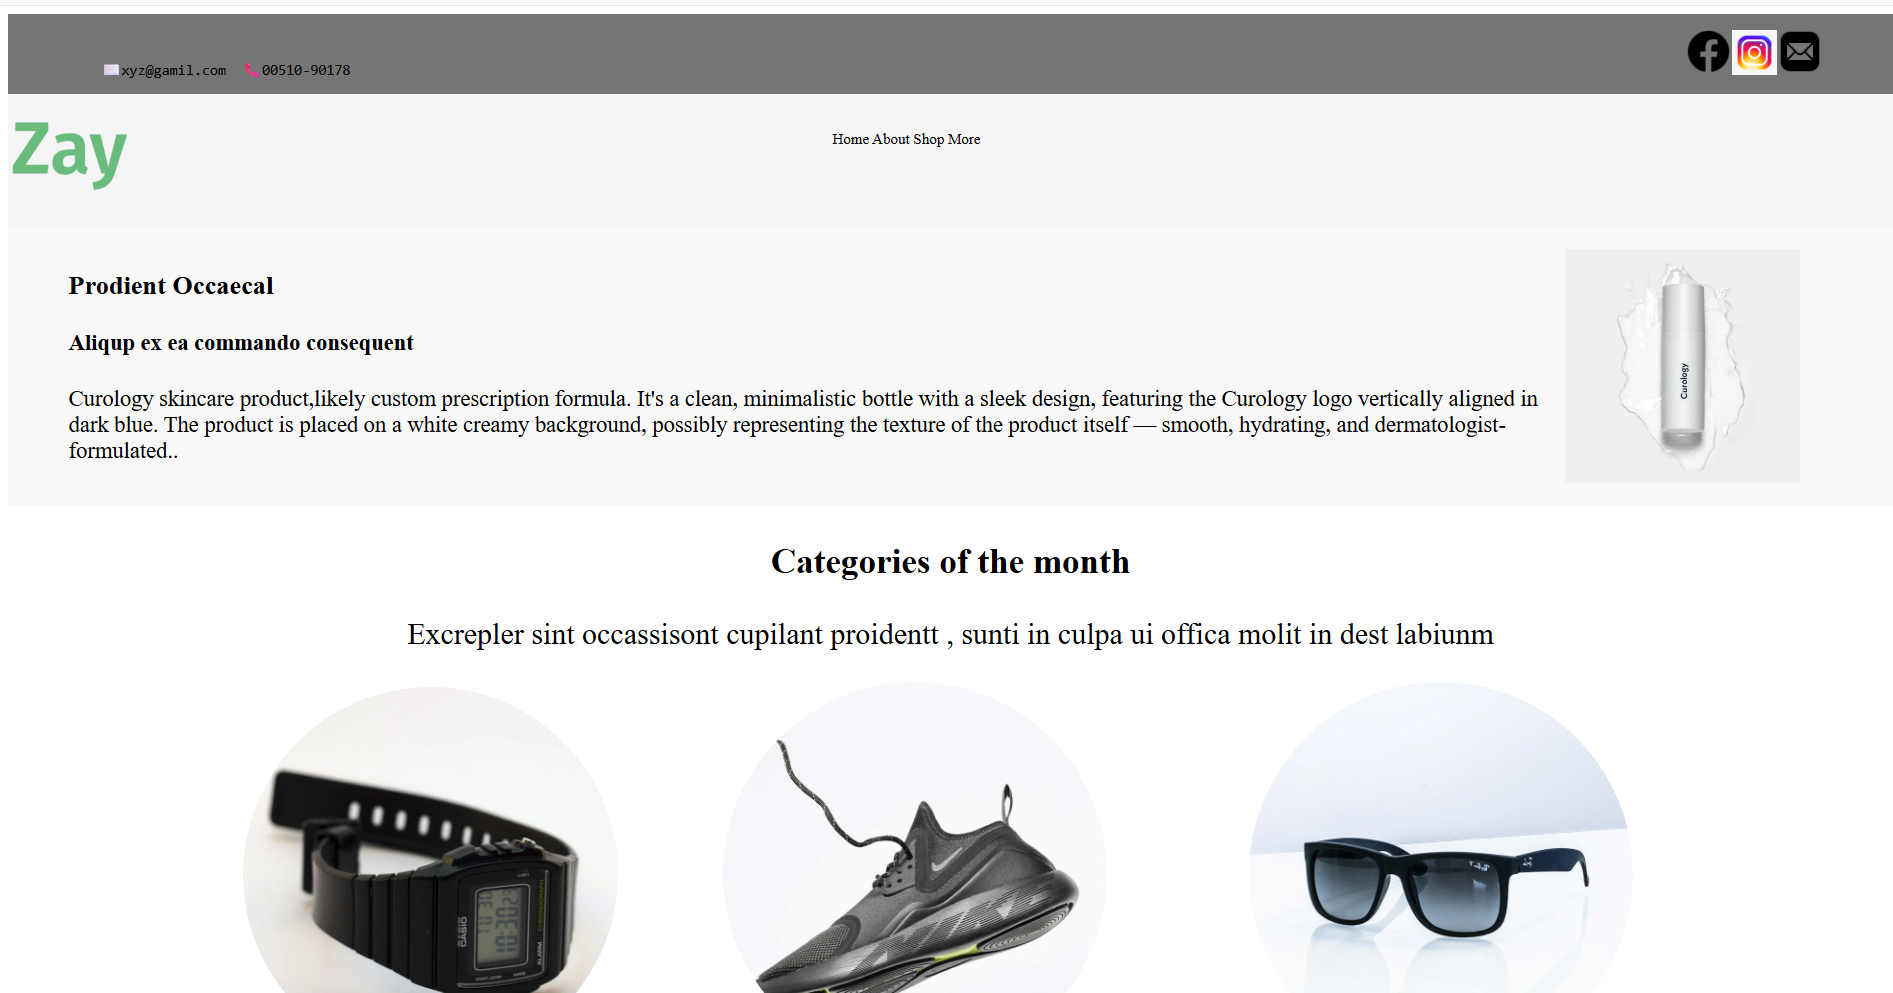 xyz@gamil.com 00510-90178
Zay
Home About Shop More
Prodient Occaecal
Aliqup ex ea commando consequent
Curology skincare product,likely custom prescription formula. It's a clean, minimalistic bottle with a sleek design, featuring the Curology logo vertically aligned in
dark blue. The product is placed on a white creamy background, possibly representing the texture of the product itself — smooth, hydrating, and dermatologist-
formulated..
Curology
Categories of the month
Excrepler sint occassisont cupilant proidentt , sunti in culpa ui offica molit in dest labiunm
CASIO
ALARM
CHRONOGRAPH